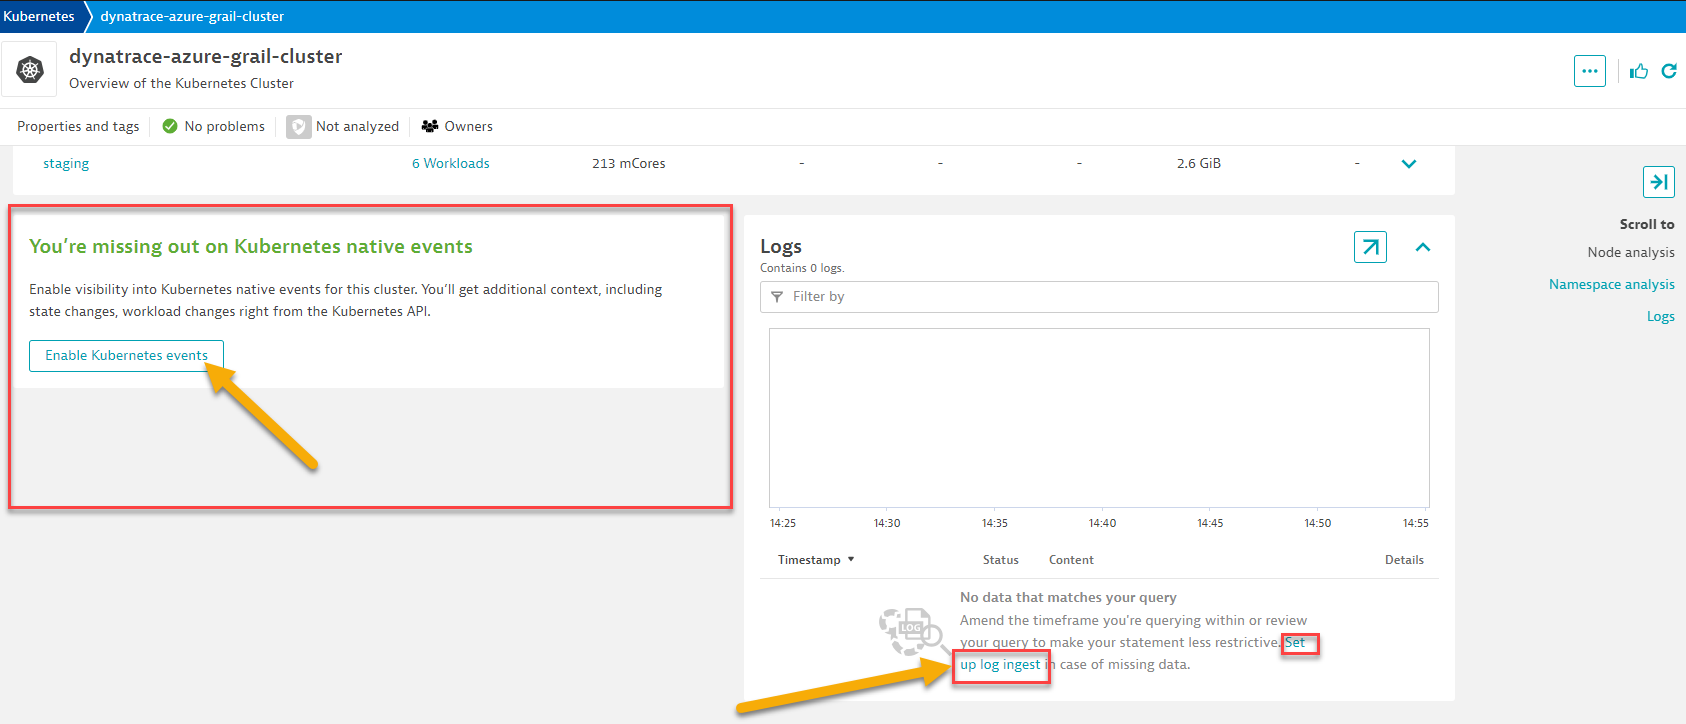 Kubernetes dynatrace-azure-grail-cluster
dynatrace-azure-grail-cluster
Overview of the Kubernetes Cluster
Properties and tags No problems Not analyzed Owners
staging 6 Workloads 213 mCores - - - 2.6 GiB -
You're missing out on Kubernetes native events
Enable visibility into Kubernetes native events for this cluster. You'll get additional context, including
state changes, workload changes right from the Kubernetes API.
Enable Kubernetes events
Logs
Contains 0 logs.
Filter by
14:25 14:30 14:35 14:40 14:45 14:50 14:55
Timestamp Status Content Details
LOG
No data that matches your query
Amend the timeframe you're querying within or review
your query to make your statement less restrictive. Set
up log ingest in case of missing data.
Scroll to
Node analysis
Namespace analysis
Logs